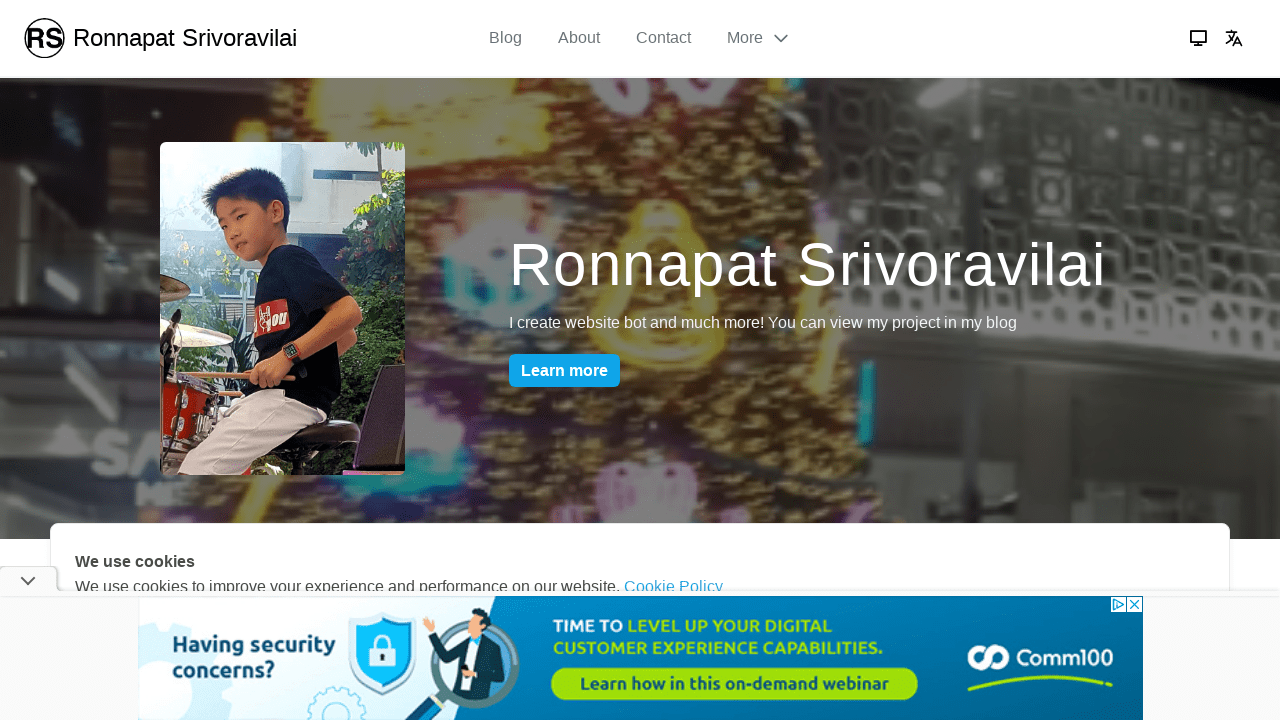 RS Ronnapat Srivoravilai
Blog
About
Contact
More
Ronnapat Srivoravilai
I create website bot and much more! You can view my project in my blog
Learn more
We use cookies
We use cookies to improve your experience and performance on our website. Cookie Policy
Having security
concerns?
TIME TO LEVEL UP YOUR DIGITAL
CUSTOMER EXPERIENCE CAPABILITIES.
Learn how in this on-demand webinar
Comm100